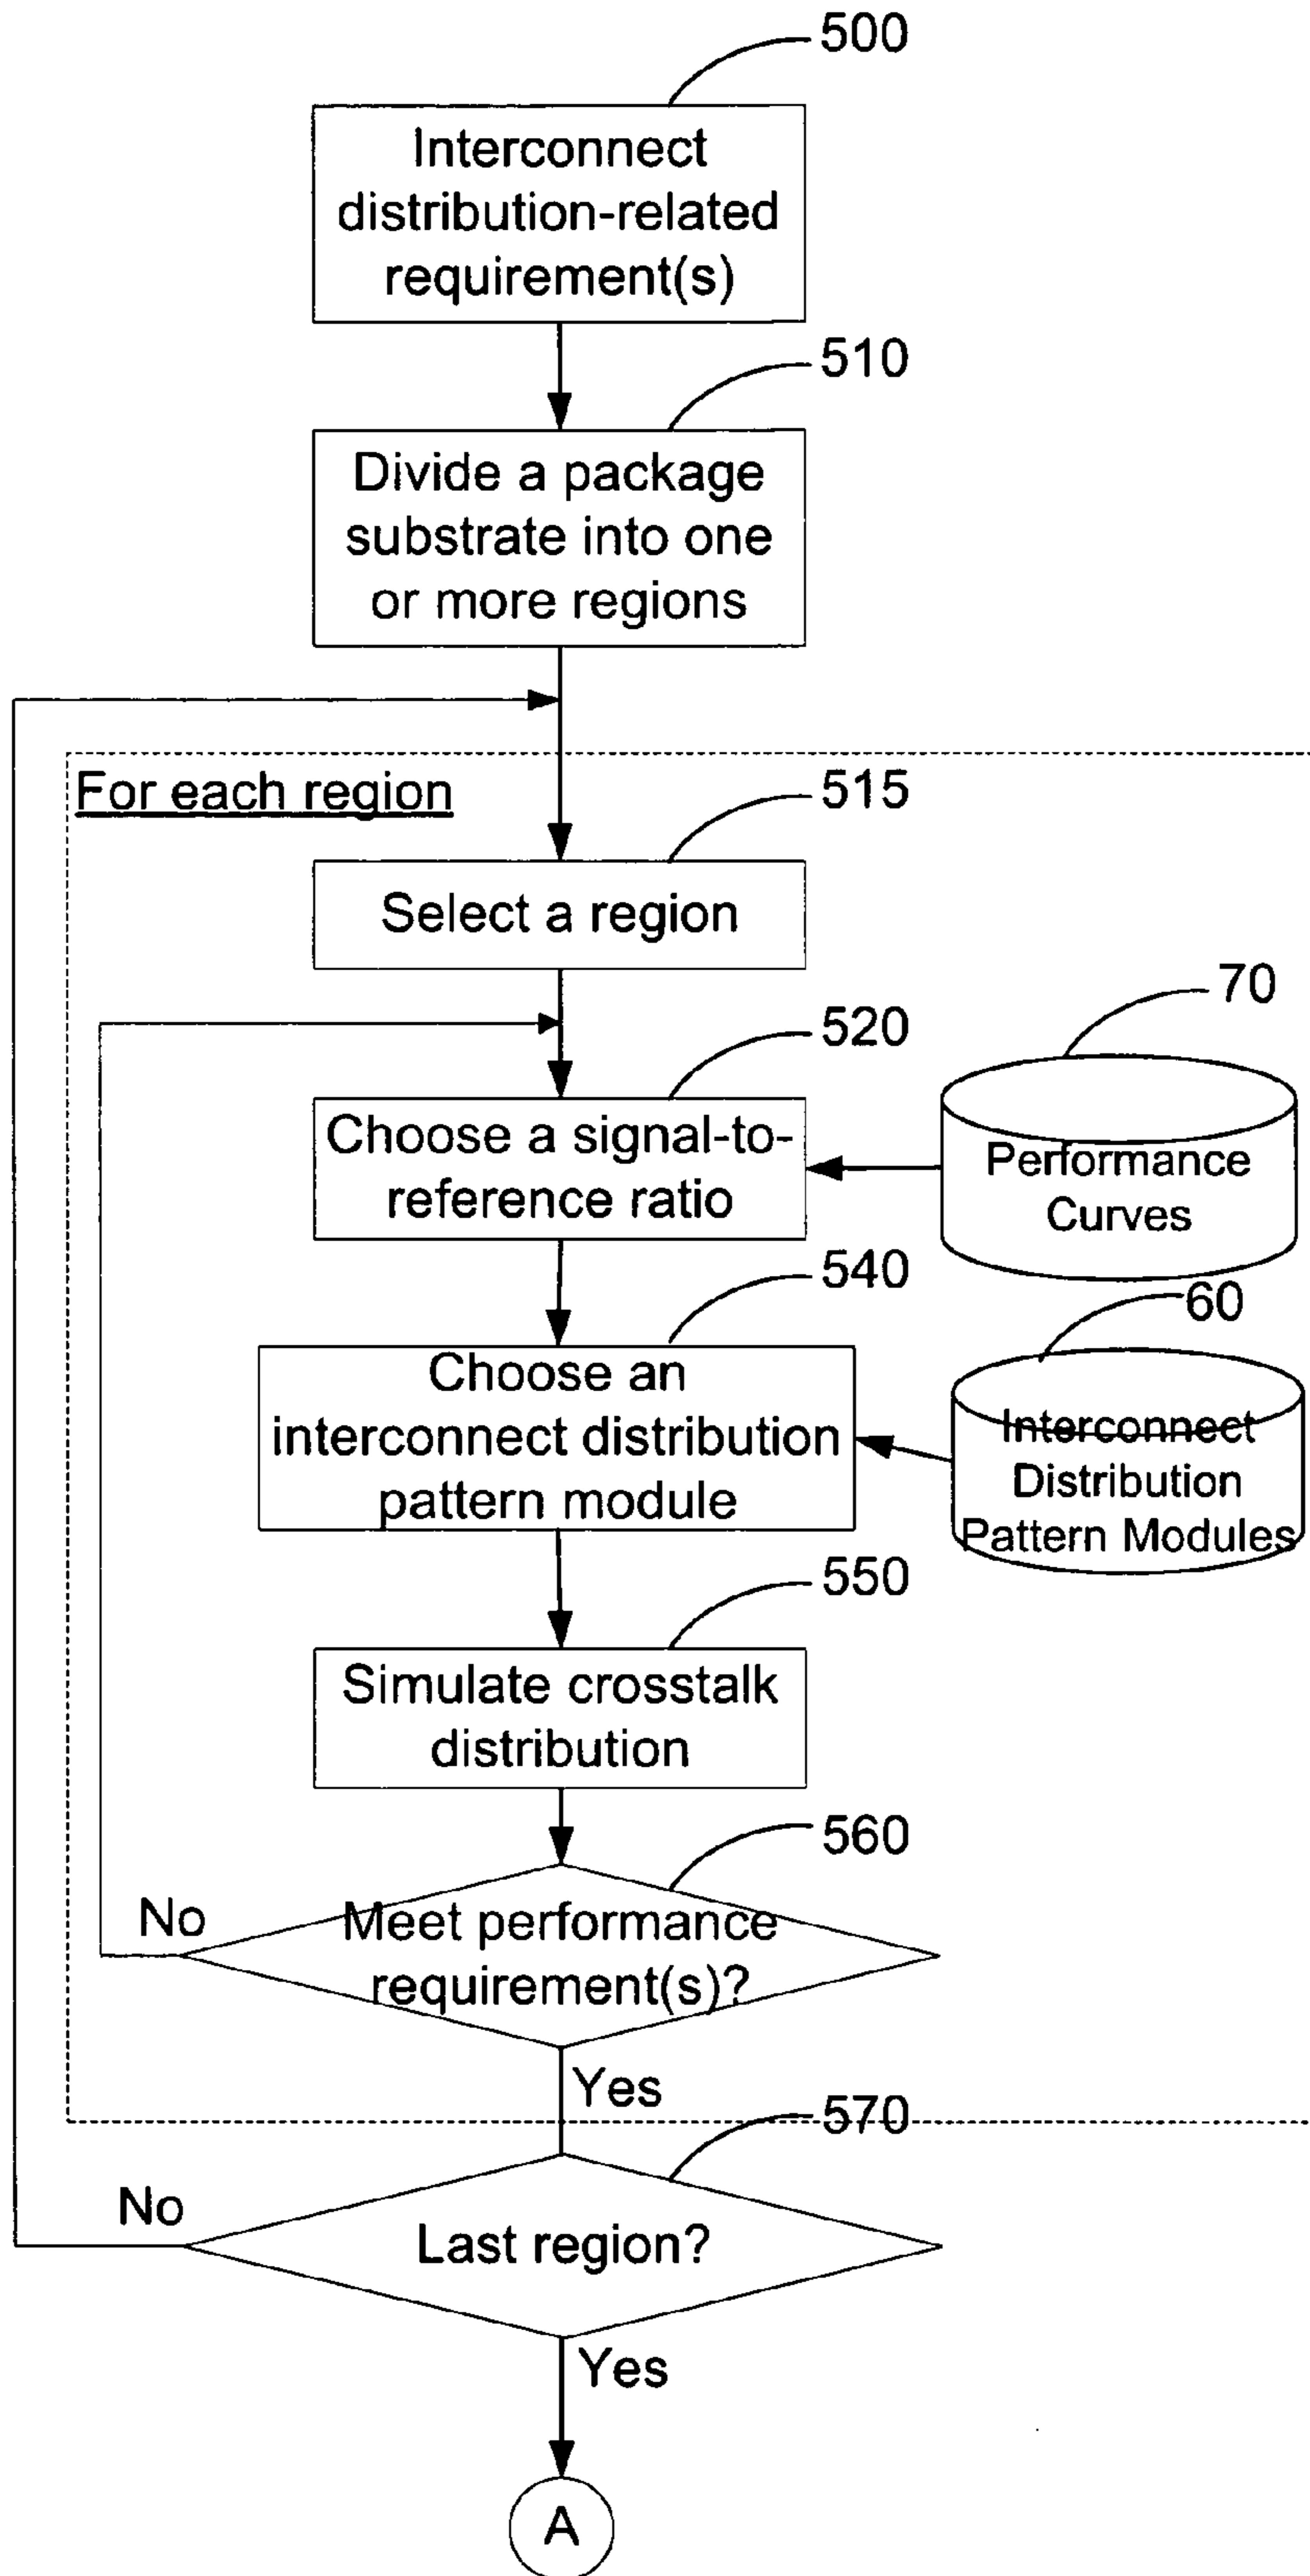 500
Interconnect
distribution-related
requirement(s)
510
Divide a package
substrate into one
or more regions
For each region
515
Select a region
520
Choose a signal-to-
reference ratio
70
Performance
Curves
540
Choose an
interconnect distribution
pattern module
60
Interconnect
Distribution
Pattern Modules
550
Simulate crosstalk
distribution
560
No
Meet performance
requirement(s)?
Yes
570
No
Last region?
Yes
A